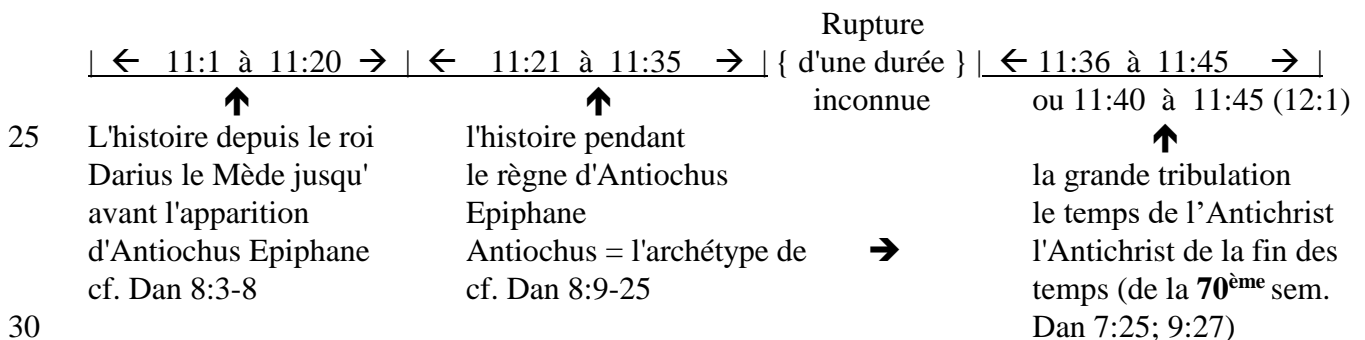 Rupture
| ← 11:1 à 11:20 → | ← 11:21 à 11:35 → | { d'une durée } | ← 11:36 à 11:45 → |
↑ ↑ inconnue ou 11:40 à 11:45 (12:1)
25 L'histoire depuis le roi l'histoire pendant ↑
Darius le Mède jusqu' le règne d'Antiochus la grande tribulation
avant l'apparition Epiphane le temps de l’Antichrist
d'Antiochus Epiphane Antiochus = l'archétype de → l'Antichrist de la fin des
cf. Dan 8:3-8 cf. Dan 8:9-25 temps (de la 70ème sem.
30 Dan 7:25; 9:27)